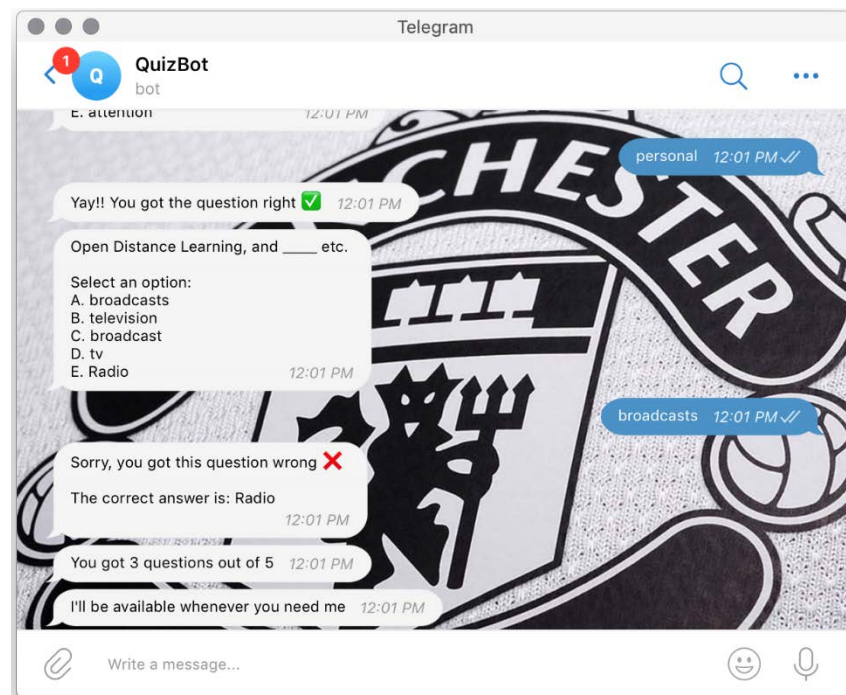 Telegram
1
Q
QuizBot
bot
E. attention 12:01 PM
personal 12:01 PM
Yay!! You got the question right ✅ 12:01 PM
Open Distance Learning, and ____ etc.
Select an option:
A. broadcasts
B. television
C. broadcast
D. tv
E. Radio 12:01 PM
broadcasts 12:01 PM
Sorry, you got this question wrong ❌
The correct answer is: Radio
12:01 PM
You got 3 questions out of 5 12:01 PM
I'll be available whenever you need me 12:01 PM
CHESTER
Write a message...